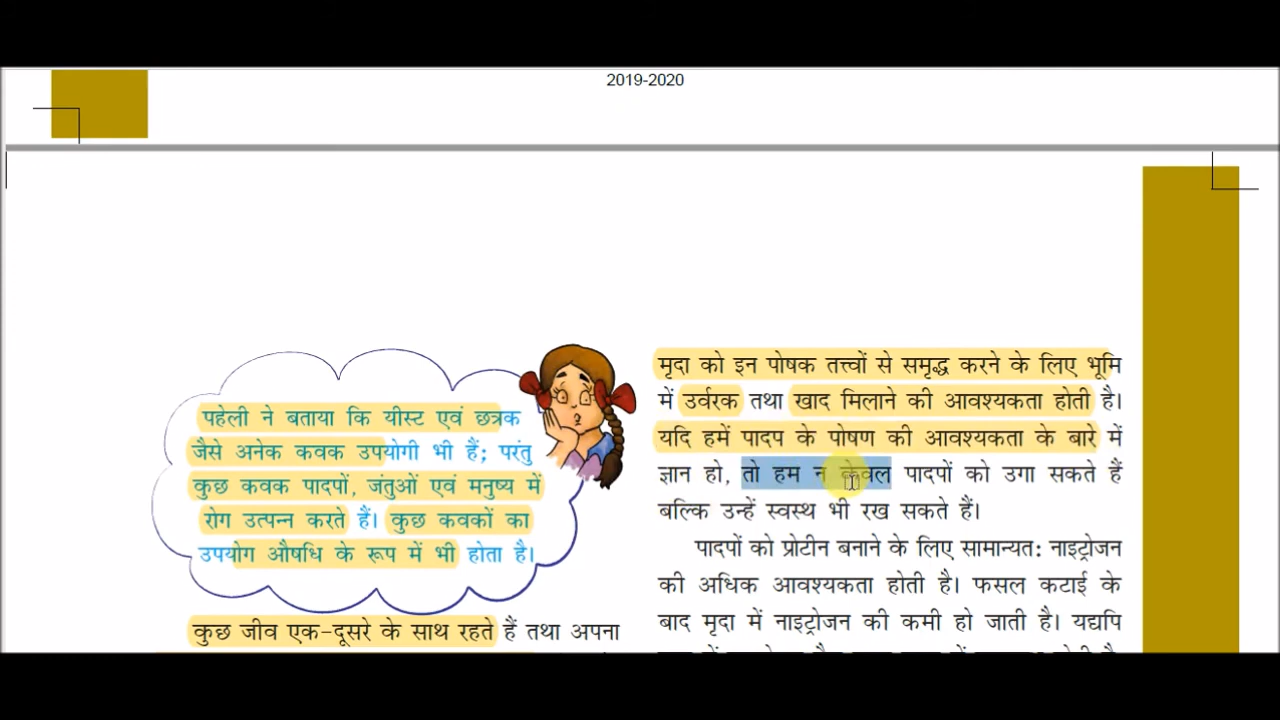 2019-2020
पहेली ने बताया कि यीस्ट एवं छत्रक
जैसे अनेक कवक उपयोगी भी हैं; परंतु
कुछ कवक पादपों, जंतुओं एवं मनुष्य में
रोग उत्पन्न करते हैं। कुछ कवकों का
उपयोग औषधि के रूप में भी होता है।
कुछ जीव एक-दूसरे के साथ रहते हैं तथा अपना
मृदा को इन पोषक तत्त्वों से समृद्ध करने के लिए भूमि
में उर्वरक तथा खाद मिलाने की आवश्यकता होती है।
यदि हमें पादप के पोषण की आवश्यकता के बारे में
ज्ञान हो, तो हम न केवल पादपों को उगा सकते हैं
बल्कि उन्हें स्वस्थ भी रख सकते हैं।
पादपों को प्रोटीन बनाने के लिए सामान्यत: नाइट्रोजन
की अधिक आवश्यकता होती है। फसल कटाई के
बाद मृदा में नाइट्रोजन की कमी हो जाती है। यद्यपि